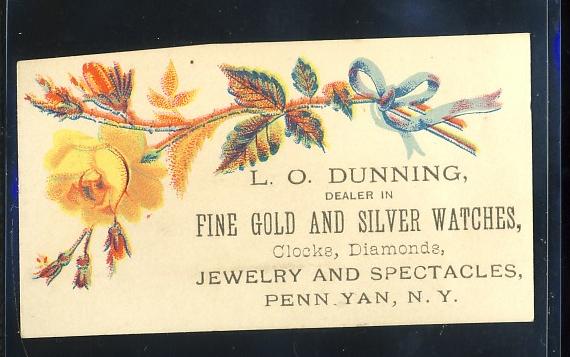 L. O. DUNNING,
DEALER IN
FINE GOLD AND SILVER WATCHES,
Clocks, Diamonds,
JEWELRY AND SPECTACLES,
PENN YAN, N. Y.